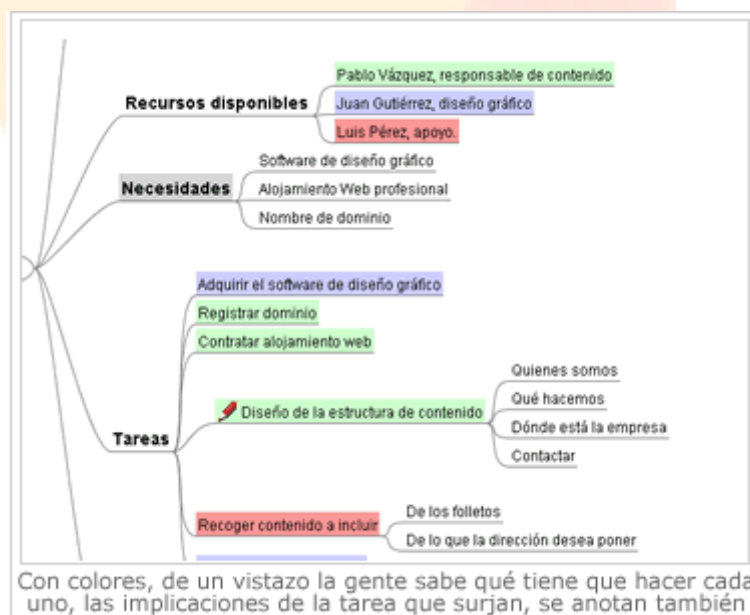 Recursos disponibles
Pablo Vázquez, responsable de contenido
Juan Gutiérrez, diseño gráfico
Luis Pérez, apoyo.
Necesidades
Software de diseño gráfico
Alojamiento Web profesional
Nombre de dominio
Tareas
Adquirir el software de diseño gráfico
Registrar dominio
Contratar alojamiento web
Diseño de la estructura de contenido
Quienes somos
Qué hacemos
Dónde está la empresa
Contactar
Recoger contenido a incluir
De los folletos
De lo que la dirección desea poner
Con colores, de un vistazo la gente sabe qué tiene que hacer cada
uno, las implicaciones de la tarea que surjan, se anotan también